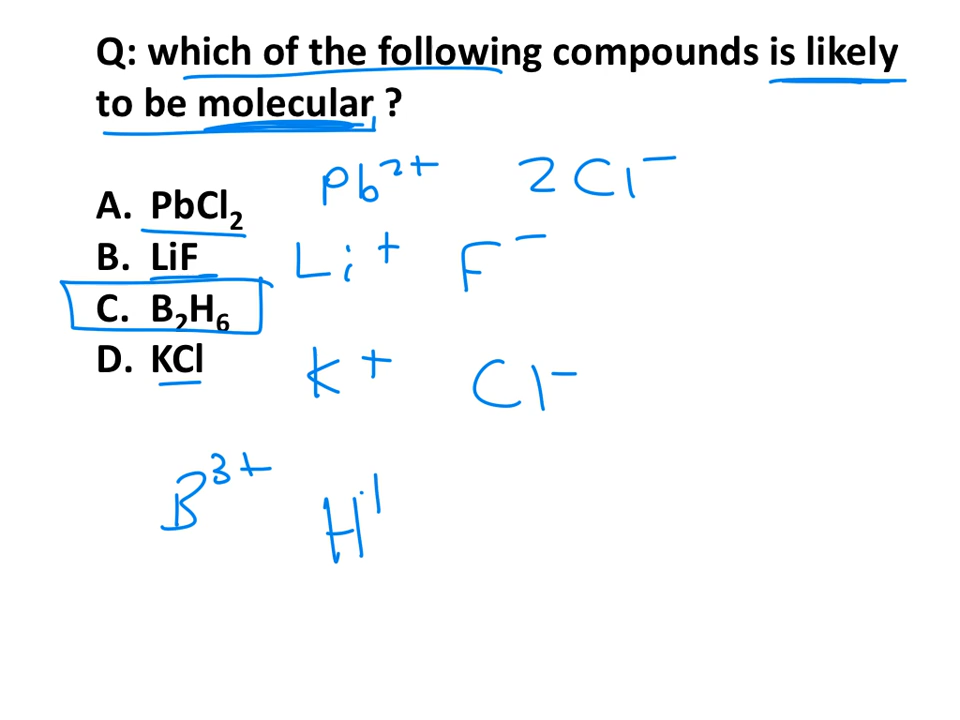 Q: which of the following compounds is likely
to be molecular ?
Pb²⁺ 2Cl⁻
A. PbCl₂
B. LiF Li⁺ F⁻
C. B₂H₆
D. KCl K⁺ Cl⁻
B³⁺ H⁻¹